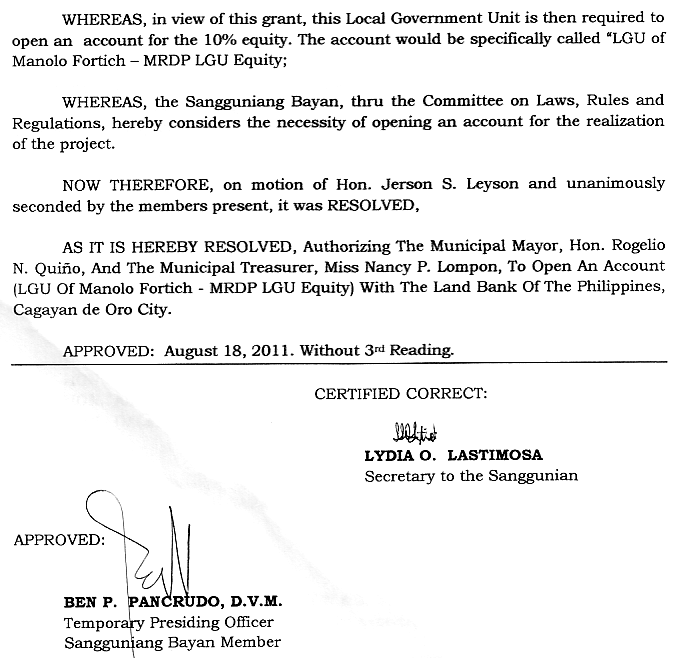 WHEREAS, in view of this grant, this Local Government Unit is then required to
open an account for the 10% equity. The account would be specifically called "LGU of
Manolo Fortich – MRDP LGU Equity;
WHEREAS, the Sangguniang Bayan, thru the Committee on Laws, Rules and
Regulations, hereby considers the necessity of opening an account for the realization
of the project.
NOW THEREFORE, on motion of Hon. Jerson S. Leyson and unanimously
seconded by the members present, it was RESOLVED,
AS IT IS HEREBY RESOLVED, Authorizing The Municipal Mayor, Hon. Rogelio
N. Quiño, And The Municipal Treasurer, Miss Nancy P. Lompon, To Open An Account
(LGU Of Manolo Fortich - MRDP LGU Equity) With The Land Bank Of The Philippines,
Cagayan de Oro City.
APPROVED: August 18, 2011. Without 3rd Reading.
CERTIFIED CORRECT:
LYDIA O. LASTIMOSA
Secretary to the Sanggunian
APPROVED:
BEN P. PANCRUDO, D.V.M.
Temporary Presiding Officer
Sangguniang Bayan Member